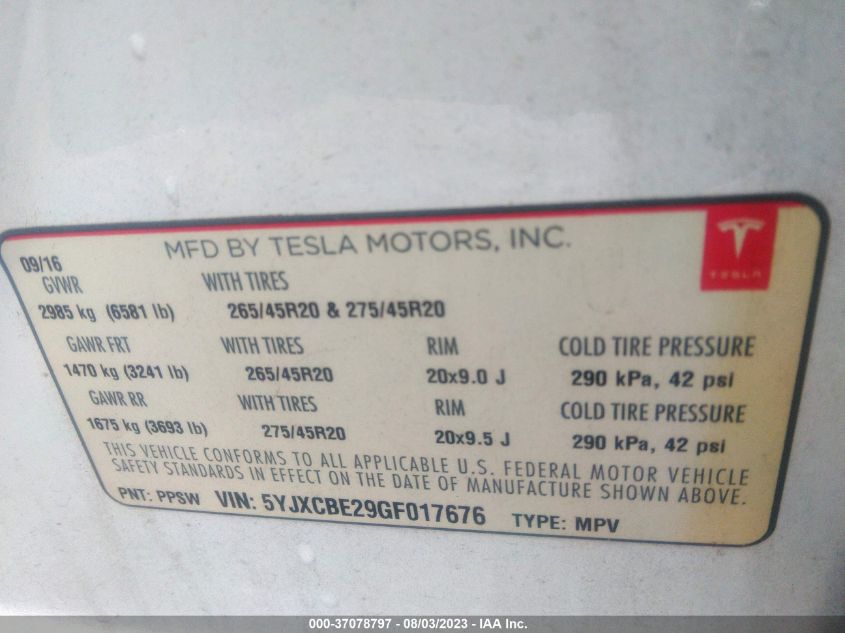 MFD BY TESLA MOTORS, INC.
TESLA
09/16
GVWR WITH TIRES
2985 kg (6581 lb) 265/45R20 & 275/45R20
GAWR FRT WITH TIRES RIM COLD TIRE PRESSURE
1470 kg (3241 lb) 265/45R20 20x9.0 J 290 kPa, 42 psi
GAWR RR WITH TIRES RIM COLD TIRE PRESSURE
1675 kg (3693 lb) 275/45R20 20x9.5 J 290 kPa, 42 psi
THIS VEHICLE CONFORMS TO ALL APPLICABLE U.S. FEDERAL MOTOR VEHICLE
SAFETY STANDARDS IN EFFECT ON THE DATE OF MANUFACTURE SHOWN ABOVE.
PNT: PPSW VIN: 5YJXCBE29GF017676 TYPE: MPV
000-37078797 - 08/03/2023 - IAA Inc.